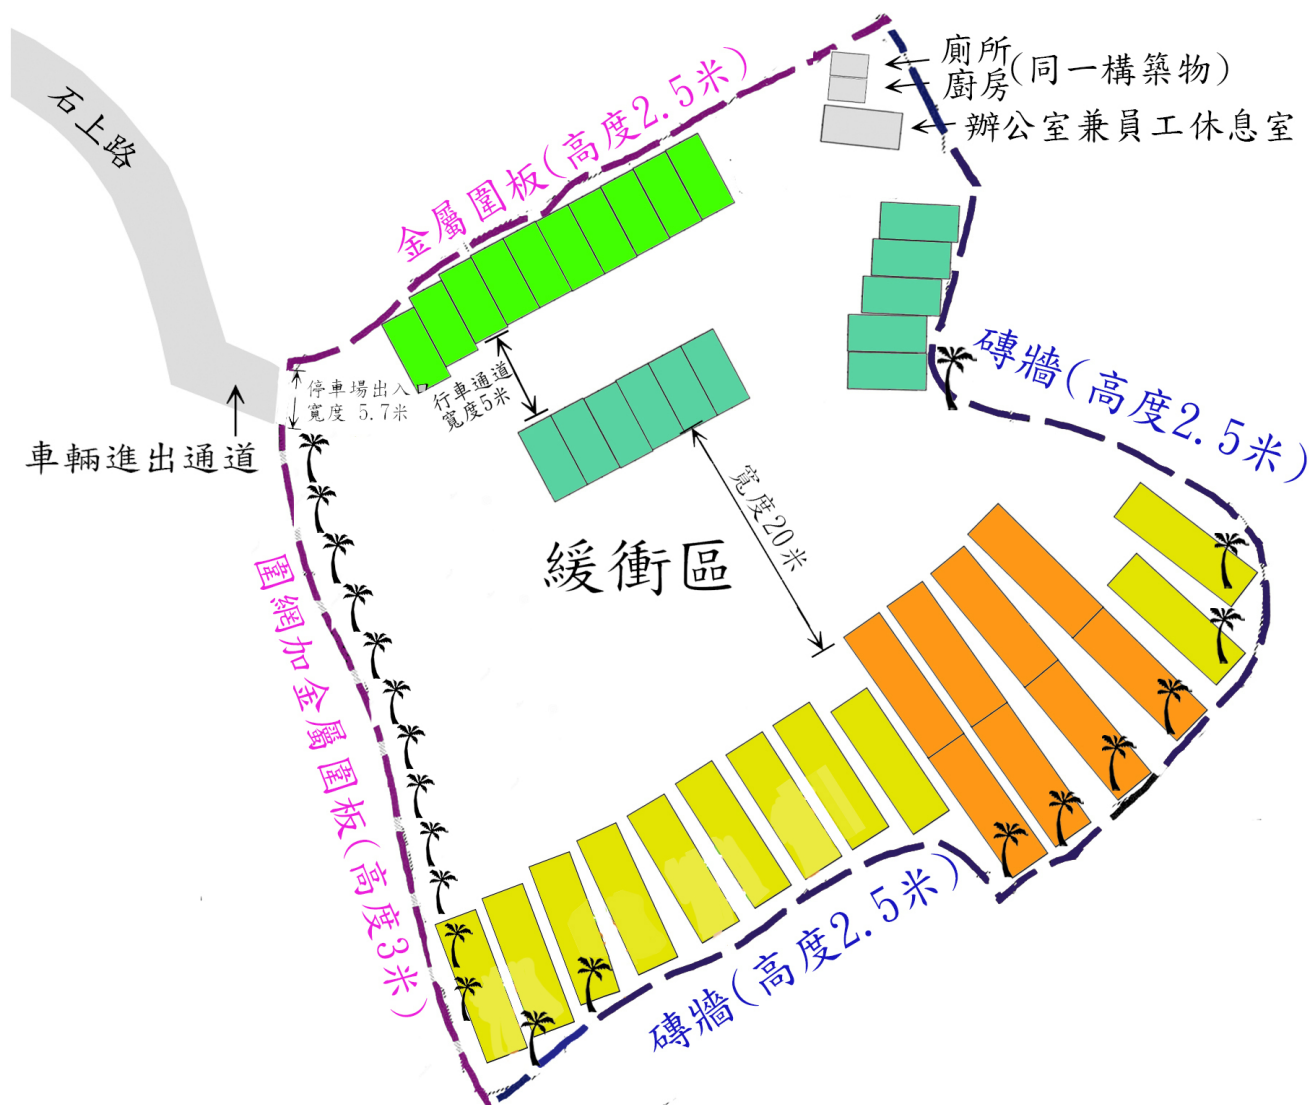 廁所
廚房(同一構築物)
辦公室兼員工休息室
石上路
金屬圍板(高度2.5米)
停車場出入口
寬度 5.7米
行車通道
寬度5米
車輛進出通道
磚牆(高度2.5米)
寬度20米
緩衝區
圍網加金屬圍板(高度3米)
磚牆(高度2.5米)